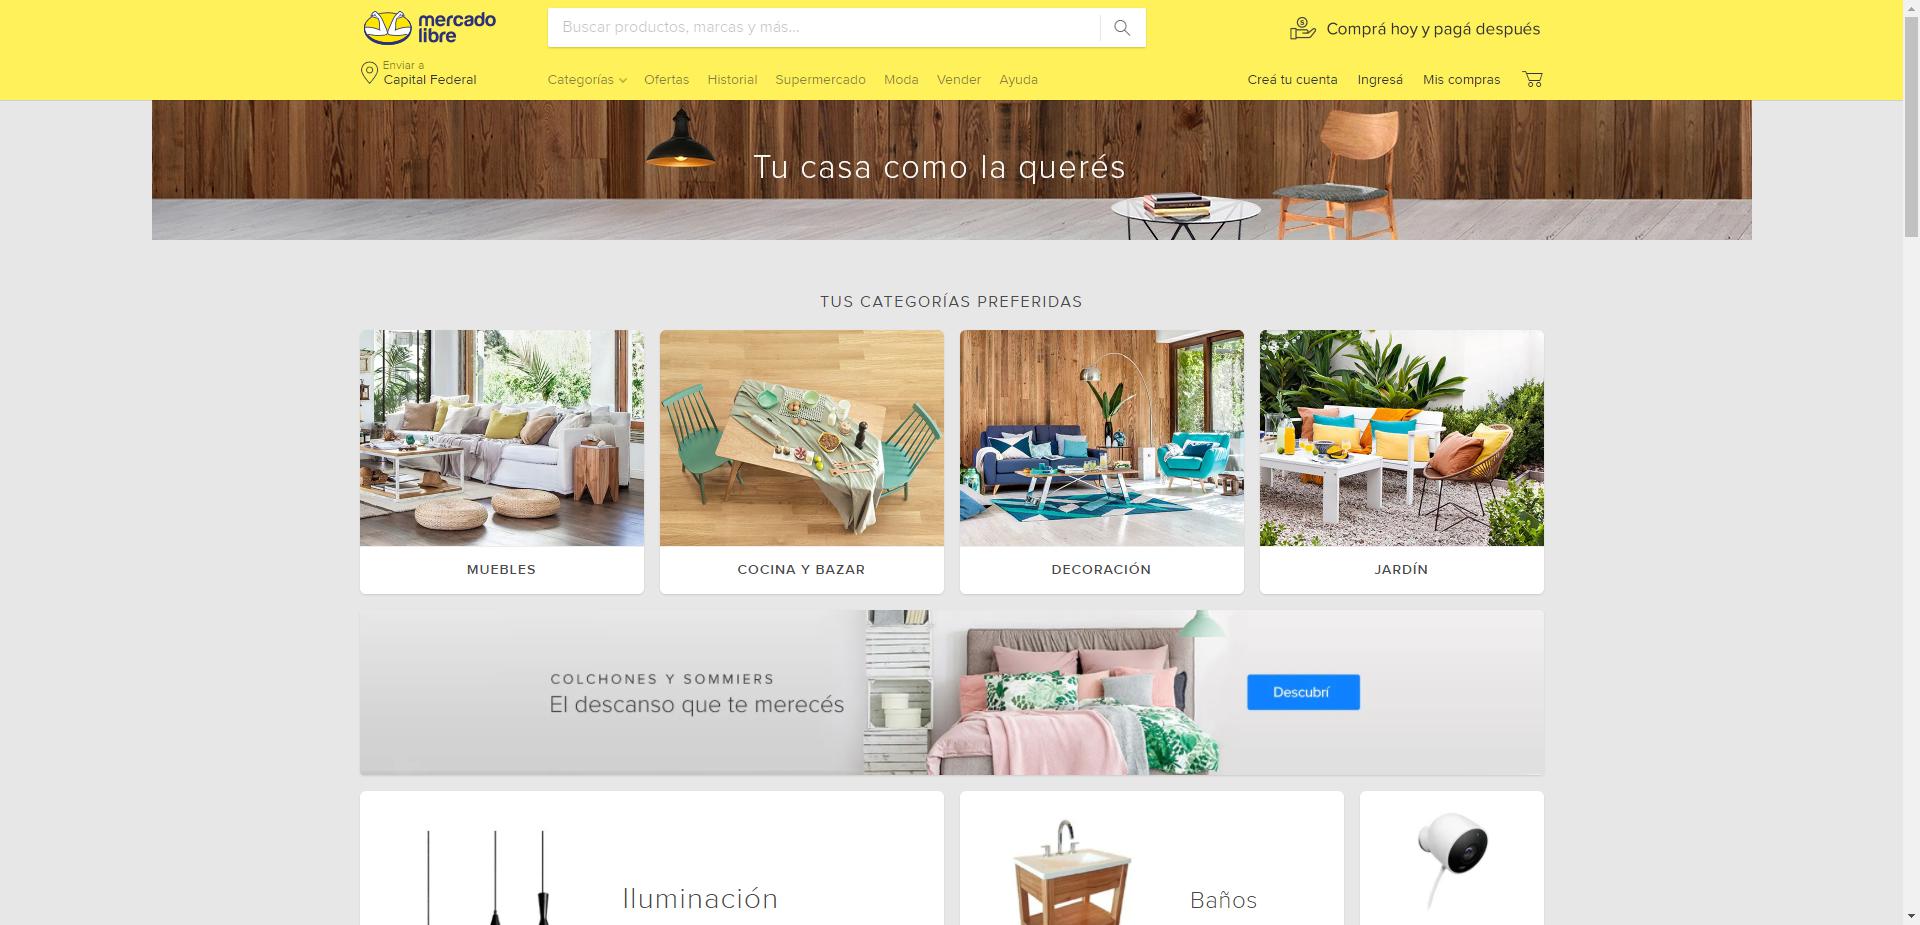 mercado
libre
Buscar productos, marcas y más...
Comprá hoy y pagá después
Enviar a
Capital Federal
Categorías
Ofertas
Historial
Supermercado
Moda
Vender
Ayuda
Creá tu cuenta
Ingresá
Mis compras
Tu casa como la querés
TUS CATEGORÍAS PREFERIDAS
MUEBLES
COCINA Y BAZAR
DECORACIÓN
JARDÍN
COLCHONES Y SOMMIERS
El descanso que te merecés
Descubrí
Iluminación
Baños